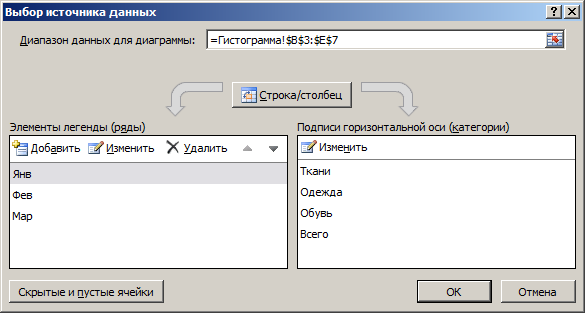 Выбор источника данных
Диапазон данных для диаграммы: =Гистограмма!$B$3:$E$7
Строка/столбец
Элементы легенды (ряды)
Добавить Изменить Удалить
Янв
Фев
Мар
Подписи горизонтальной оси (категории)
Изменить
Ткани
Одежда
Обувь
Всего
Скрытые и пустые ячейки
ОК
Отмена